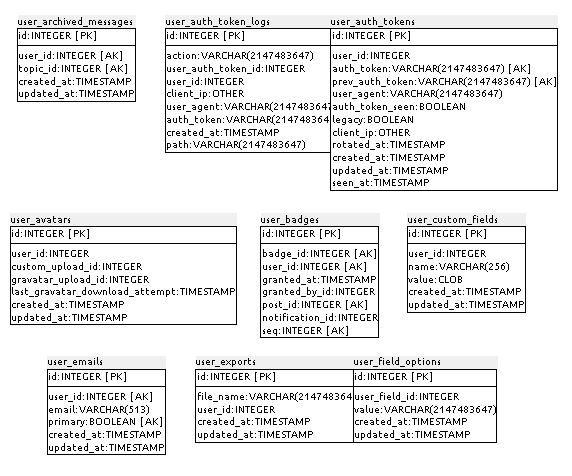 user_archived_messages
id:INTEGER [PK]
user_id:INTEGER [AK]
topic_id:INTEGER [AK]
created_at:TIMESTAMP
updated_at:TIMESTAMP
user_auth_token_logs
id:INTEGER [PK]
action:VARCHAR(2147483647)
user_auth_token_id:INTEGER
user_id:INTEGER
client_ip:OTHER
user_agent:VARCHAR(2147483647
auth_token:VARCHAR(2147483647
created_at:TIMESTAMP
path:VARCHAR(2147483647)
user_auth_tokens
id:INTEGER [PK]
user_id:INTEGER
auth_token:VARCHAR(2147483647) [AK]
prev_auth_token:VARCHAR(2147483647) [AK]
user_agent:VARCHAR(2147483647)
auth_token_seen:BOOLEAN
legacy:BOOLEAN
client_ip:OTHER
rotated_at:TIMESTAMP
created_at:TIMESTAMP
updated_at:TIMESTAMP
seen_at:TIMESTAMP
user_avatars
id:INTEGER [PK]
user_id:INTEGER
custom_upload_id:INTEGER
gravatar_upload_id:INTEGER
last_gravatar_download_attempt:TIMESTAMP
created_at:TIMESTAMP
updated_at:TIMESTAMP
user_badges
id:INTEGER [PK]
badge_id:INTEGER [AK]
user_id:INTEGER [AK]
granted_at:TIMESTAMP
granted_by_id:INTEGER
post_id:INTEGER [AK]
notification_id:INTEGER
seq:INTEGER [AK]
user_custom_fields
id:INTEGER [PK]
user_id:INTEGER
name:VARCHAR(256)
value:CLOB
created_at:TIMESTAMP
updated_at:TIMESTAMP
user_emails
id:INTEGER [PK]
user_id:INTEGER [AK]
email:VARCHAR(513)
primary:BOOLEAN [AK]
created_at:TIMESTAMP
updated_at:TIMESTAMP
user_exports
id:INTEGER [PK]
file_name:VARCHAR(214748364
user_id:INTEGER
created_at:TIMESTAMP
updated_at:TIMESTAMP
user_field_options
id:INTEGER [PK]
user_field_id:INTEGER
value:VARCHAR(2147483647)
created_at:TIMESTAMP
updated_at:TIMESTAMP